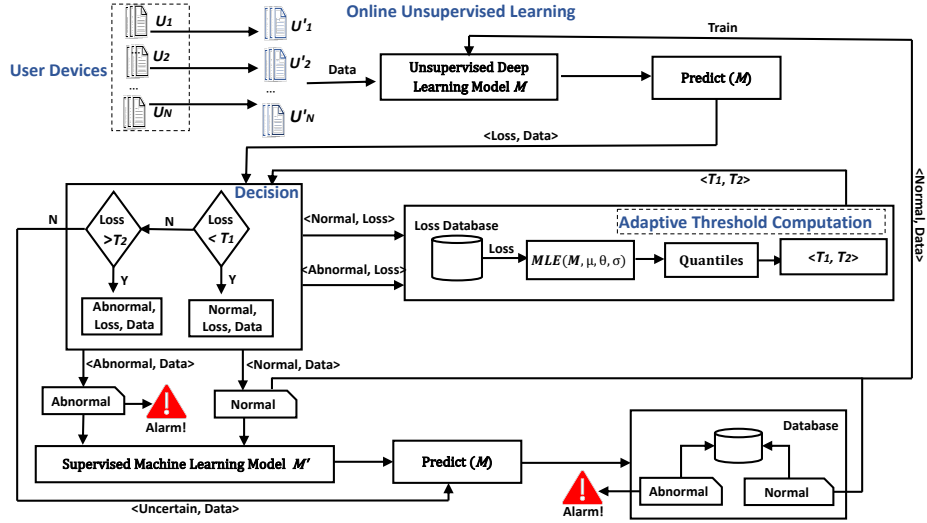 Online Unsupervised Learning
U1
U'1
Train
User Devices
U2
U'2
Data
Unsupervised Deep
Learning Model M
Predict (M)
...
...
UN
U'N
<Loss, Data>
<T1, T2>
Decision
N
Loss
>T2
N
Loss
< T1
<Normal, Loss>
Adaptive Threshold Computation
Loss Database
<Normal, Data>
Loss
MLE(M, μ, θ, σ)
Quantiles
<T1, T2>
<Abnormal, Loss>
Y
Y
Abnormal,
Loss, Data
Normal,
Loss, Data
<Abnormal, Data>
<Normal, Data>
Abnormal
Alarm!
Normal
Database
Supervised Machine Learning Model M'
Predict (M)
Abnormal
Normal
Alarm!
<Uncertain, Data>